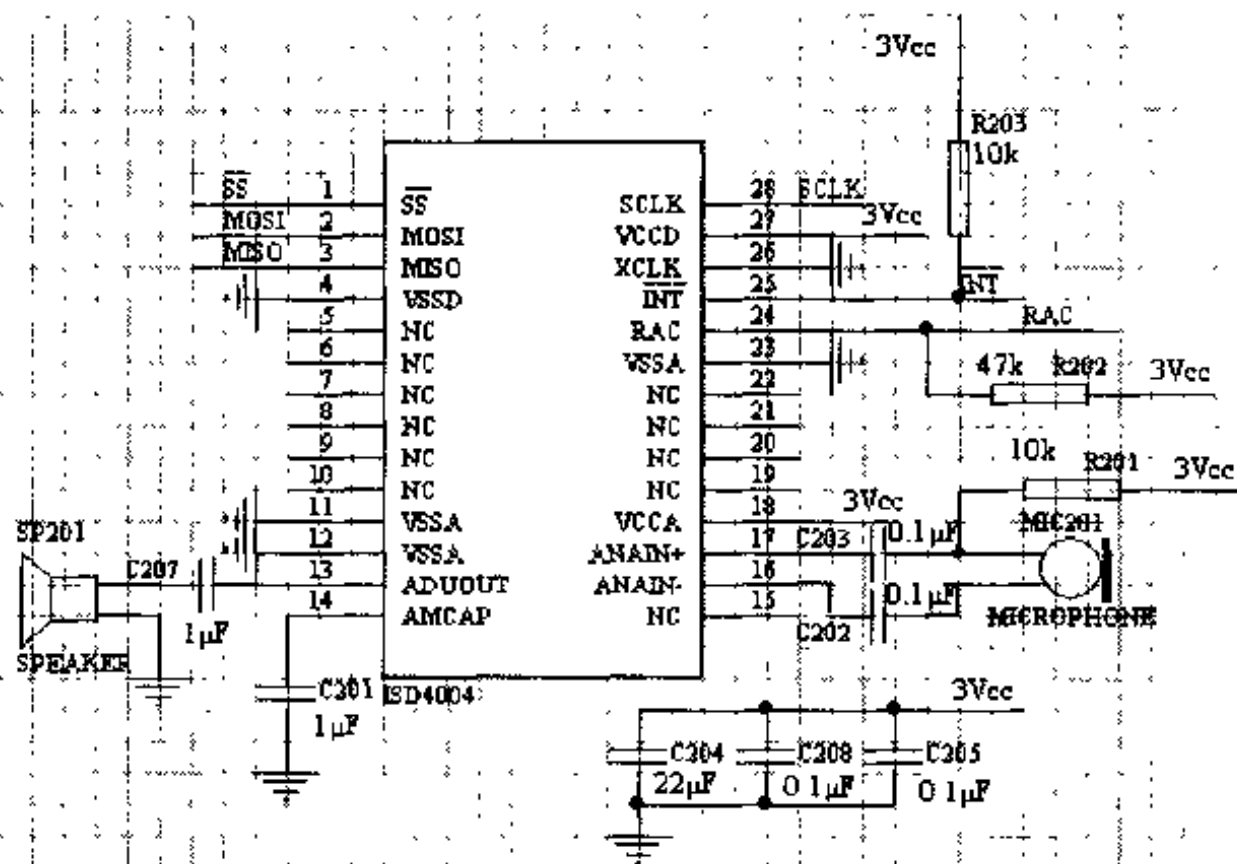 3Vcc
R203
10k
SS 1 SS SCLK 28 SCLK
MOSI 2 MOSI VCCD 27 3Vcc
MISO 3 MISO XCLK 26
4 VSSD INT 25 INT
5 NC RAC 24 RAC
6 NC VSSA 23
7 NC NC 22 47k R202 3Vcc
8 NC NC 21
9 NC NC 20 10k R201 3Vcc
10 NC NC 19
11 VSSA VCCA 18 3Vcc MIC201
SP201 12 VSSA ANAIN+ 17 C203 0.1μF
C207 13 ADUOUT ANAIN- 16 0.1μF
14 AMCAP NC 15 C202 MICROPHONE
1μF
SPEAKER
C201 ISD4004 3Vcc
1μF
C204 C208 C205
22μF 0 1μF 0 1μF